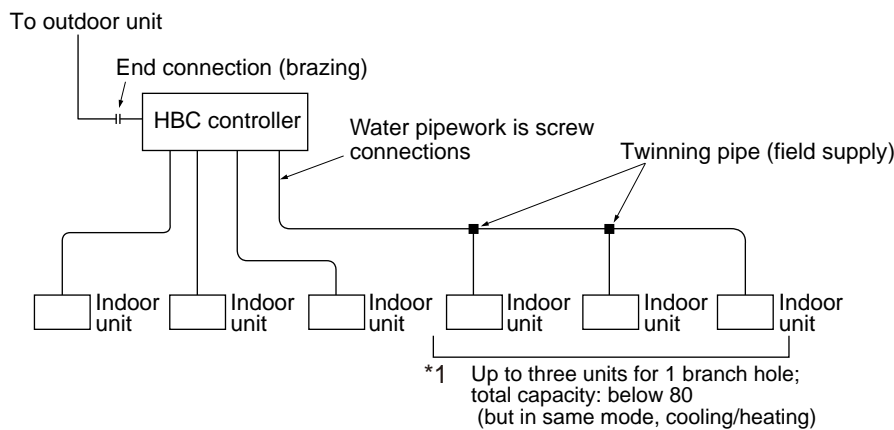 To outdoor unit
End connection (brazing)
HBC controller
Water pipework is screw
connections
Twinning pipe (field supply)
Indoor
unit
Indoor
unit
Indoor
unit
Indoor
unit
Indoor
unit
Indoor
unit
*1 Up to three units for 1 branch hole;
total capacity: below 80
(but in same mode, cooling/heating)